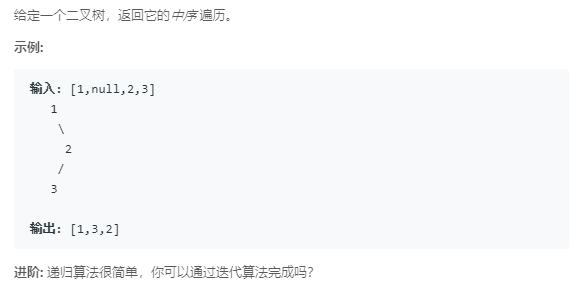 给定一个二叉树，返回它的中序 遍历。
示例:
输入: [1,null,2,3]
1
\
2
/
3
输出: [1,3,2]
进阶: 递归算法很简单，你可以通过迭代算法完成吗？